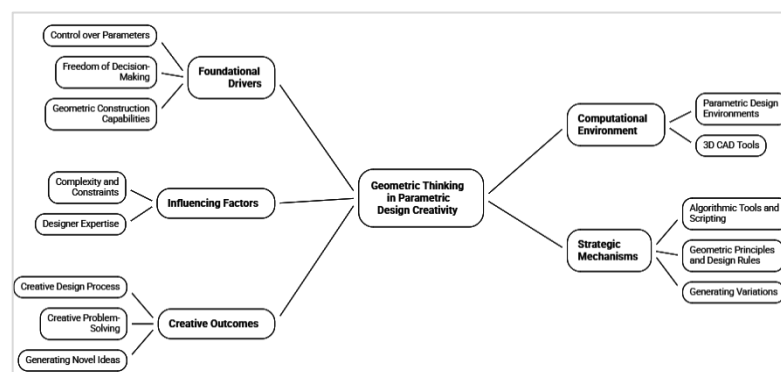 Control over Parameters
Freedom of Decision-
Making
Geometric Construction
Capabilities
Foundational
Drivers
Complexity and
Constraints
Designer Expertise
Influencing Factors
Creative Design Process
Creative Problem-
Solving
Generating Novel Ideas
Creative Outcomes
Geometric Thinking
in Parametric
Design Creativity
Computational
Environment
Parametric Design
Environments
3D CAD Tools
Strategic
Mechanisms
Algorithmic Tools and
Scripting
Geometric Principles
and Design Rules
Generating Variations